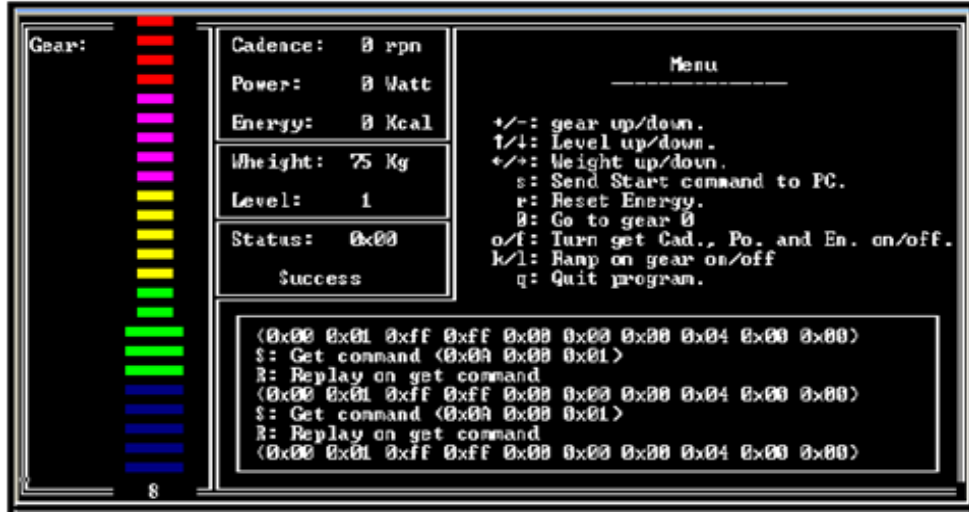 Gear:
8
Cadence: 0 rpm
Power: 0 Watt
Energy: 0 Kcal
Wheight: 75 Kg
Level: 1
Status: 0x00
Success
Menu
+/-: gear up/down.
↑/↓: Level up/down.
←/→: Weight up/down.
s: Send Start command to PC.
r: Reset Energy.
0: Go to gear 0
o/f: Turn get Cad., Po. and En. on/off.
k/l: Ramp on gear on/off
q: Quit program.
(0x00 0x01 0xff 0xff 0x00 0x00 0x00 0x04 0x00 0x00)
S: Get command (0x0A 0x00 0x01)
R: Replay on get command
(0x00 0x01 0xff 0xff 0x00 0x00 0x00 0x04 0x00 0x00)
S: Get command (0x0A 0x00 0x01)
R: Replay on get command
(0x00 0x01 0xff 0xff 0x00 0x00 0x00 0x04 0x00 0x00)